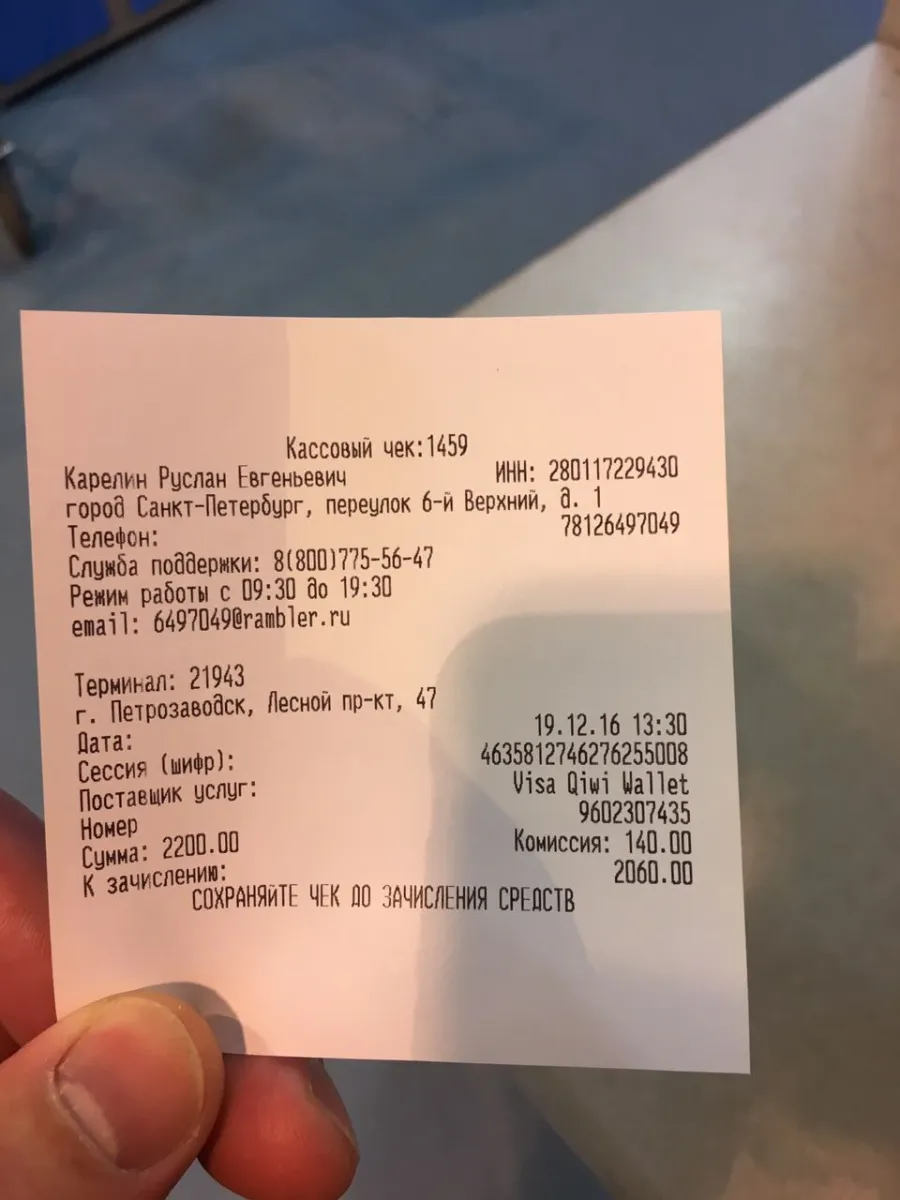 Кассовый чек:1459
Карелин Руслан Евгеньевич ИНН: 280117229430
город Санкт-Петербург, переулок 6-й Верхний, д. 1
Телефон: 78126497049
Служба поддержки: 8(800)775-56-47
Режим работы с 09:30 до 19:30
email: 6497049@rambler.ru
Терминал: 21943
г. Петрозаводск, Лесной пр-кт, 47
Дата: 19.12.16 13:30
Сессия (шифр): 4635812746276255008
Поставщик услуг: Visa Qiwi Wallet
Номер 9602307435
Сумма: 2200.00 Комиссия: 140.00
К зачислению: 2060.00
СОХРАНЯЙТЕ ЧЕК ДО ЗАЧИСЛЕНИЯ СРЕДСТВ